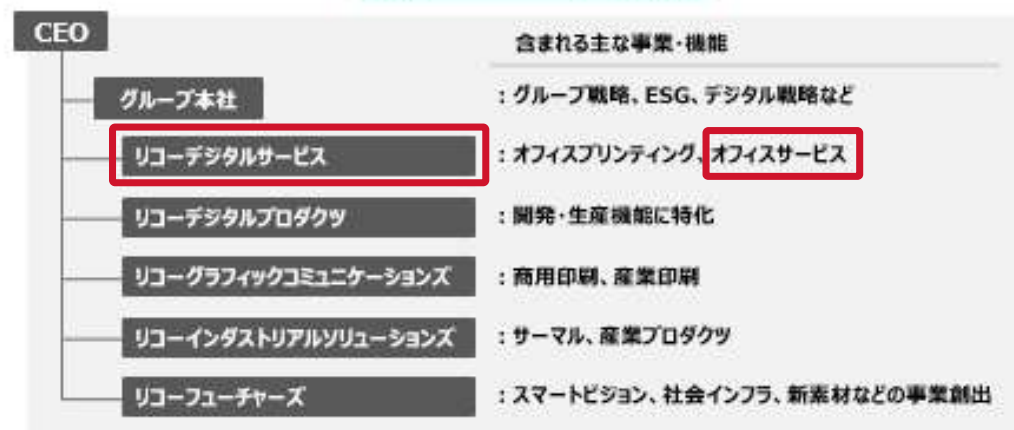 CEO
含まれる主な事業・機能
グループ本社 ：グループ戦略、ESG、デジタル戦略など
リコーデジタルサービス ：オフィスプリンティング、オフィスサービス
リコーデジタルプロダクツ ：開発・生産機能に特化
リコーグラフィックコミュニケーションズ ：商用印刷、産業印刷
リコーインダストリアルソリューションズ ：サーマル、産業プロダクツ
リコーフューチャーズ ：スマートビジョン、社会インフラ、新素材などの事業創出